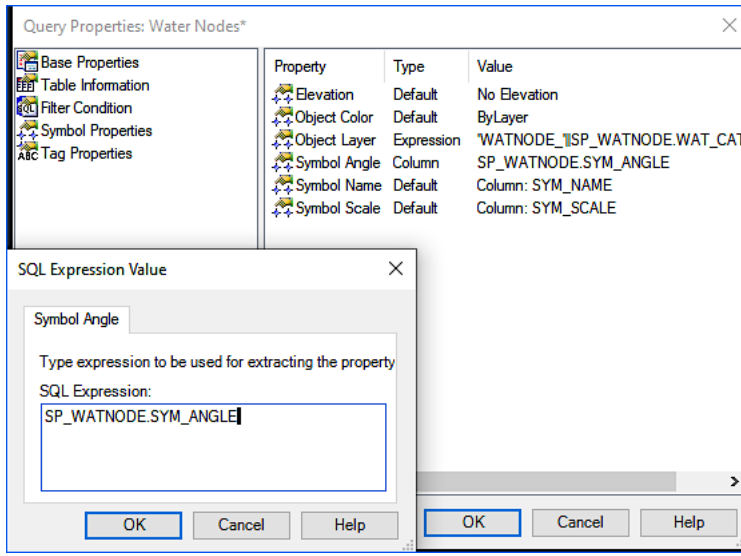 Query Properties: Water Nodes*
Base Properties
Table Information
Filter Condition
Symbol Properties
Tag Properties
Property Type Value
Elevation Default No Elevation
Object Color Default ByLayer
Object Layer Expression 'WATNODE_'||SP_WATNODE.WAT_CAT
Symbol Angle Column SP_WATNODE.SYM_ANGLE
Symbol Name Default Column: SYM_NAME
Symbol Scale Default Column: SYM_SCALE
SQL Expression Value
Symbol Angle
Type expression to be used for extracting the property
SQL Expression:
SP_WATNODE.SYM_ANGLE
OK Cancel Help
OK Cancel Help